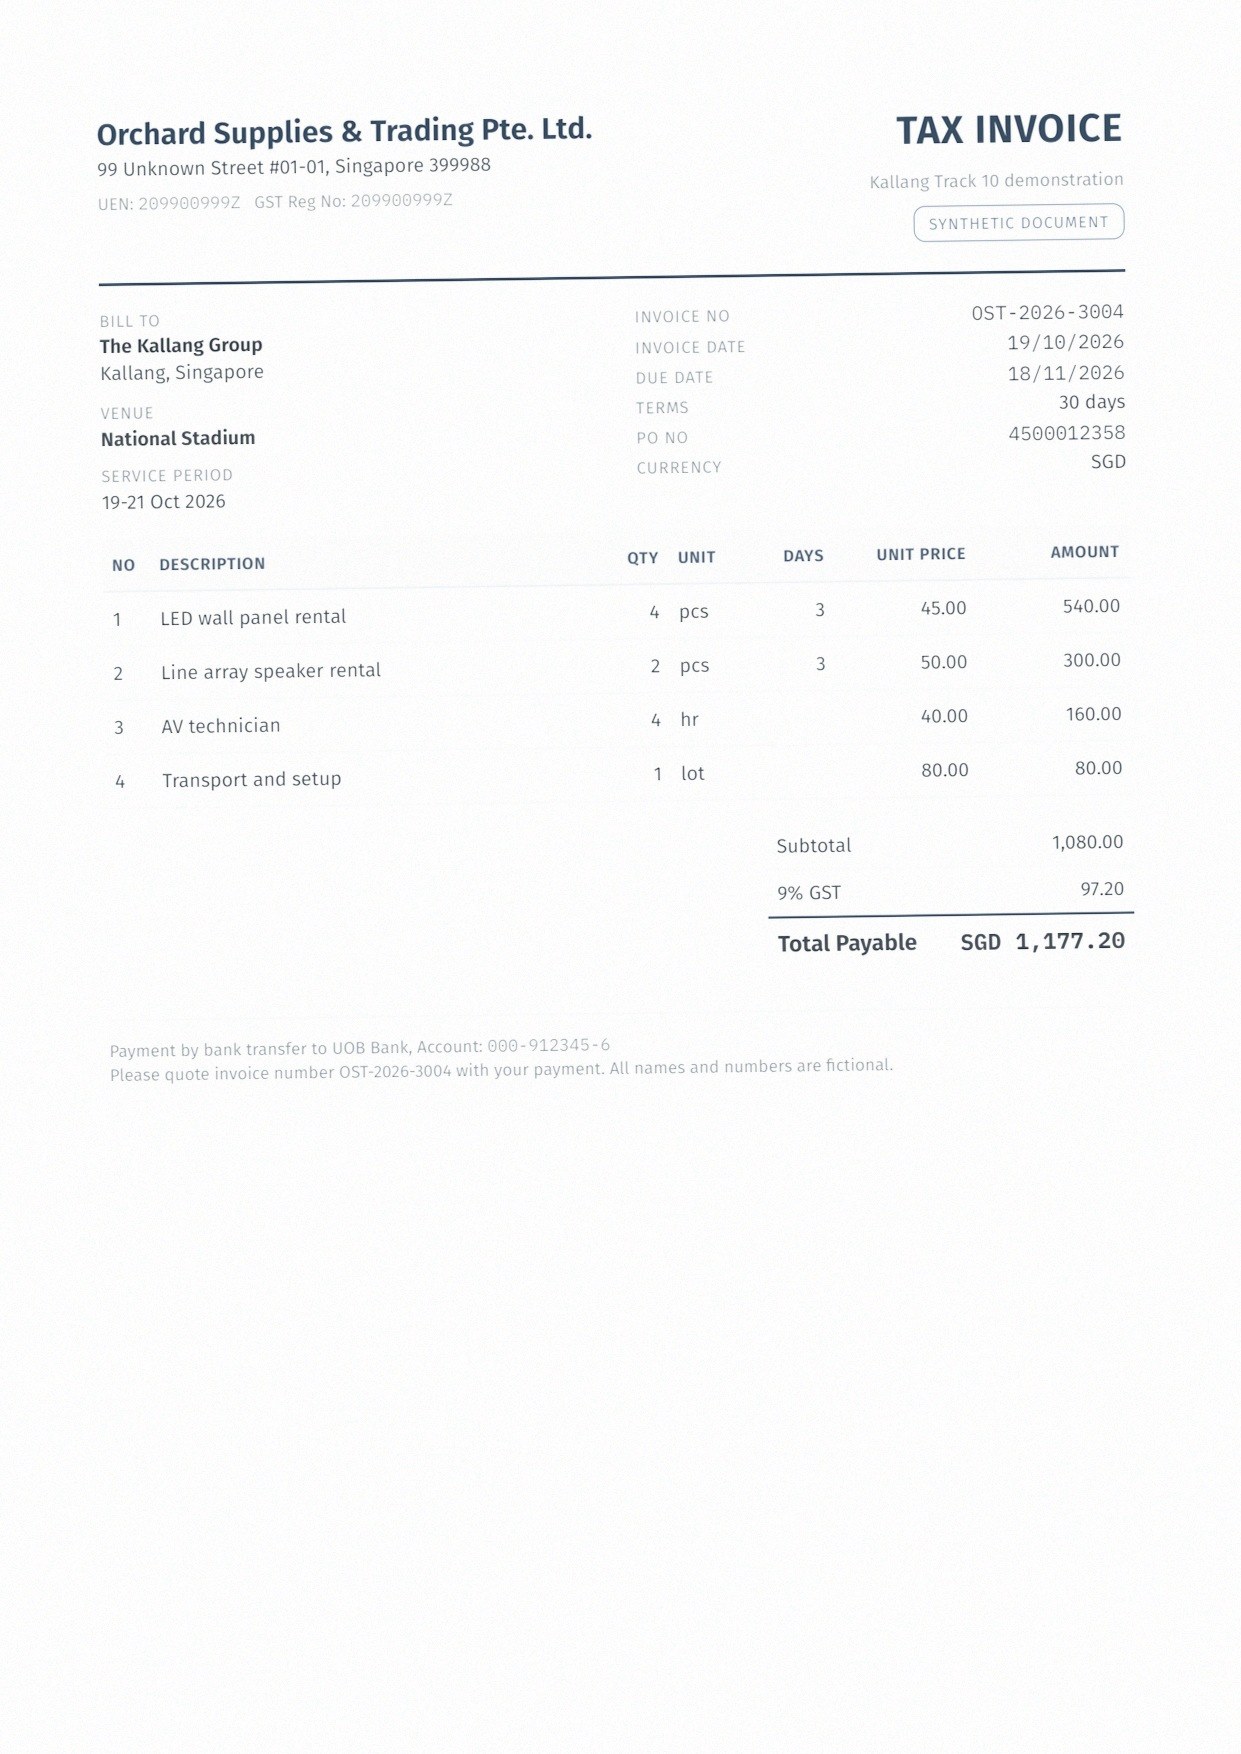 Orchard Supplies & Trading Pte. Ltd.
99 Unknown Street #01-01, Singapore 399988
UEN: 209900999Z GST Reg No: 209900999Z
TAX INVOICE
Kallang Track 10 demonstration
SYNTHETIC DOCUMENT
BILL TO
The Kallang Group
Kallang, Singapore
VENUE
National Stadium
SERVICE PERIOD
19-21 Oct 2026
INVOICE NO OST-2026-3004
INVOICE DATE 19/10/2026
DUE DATE 18/11/2026
TERMS 30 days
PO NO 4500012358
CURRENCY SGD
NO DESCRIPTION QTY UNIT DAYS UNIT PRICE AMOUNT
1 LED wall panel rental 4 pcs 3 45.00 540.00
2 Line array speaker rental 2 pcs 3 50.00 300.00
3 AV technician 4 hr 40.00 160.00
4 Transport and setup 1 lot 80.00 80.00
Subtotal 1,080.00
9% GST 97.20
Total Payable SGD 1,177.20
Payment by bank transfer to UOB Bank, Account: 000-912345-6
Please quote invoice number OST-2026-3004 with your payment. All names and numbers are fictional.